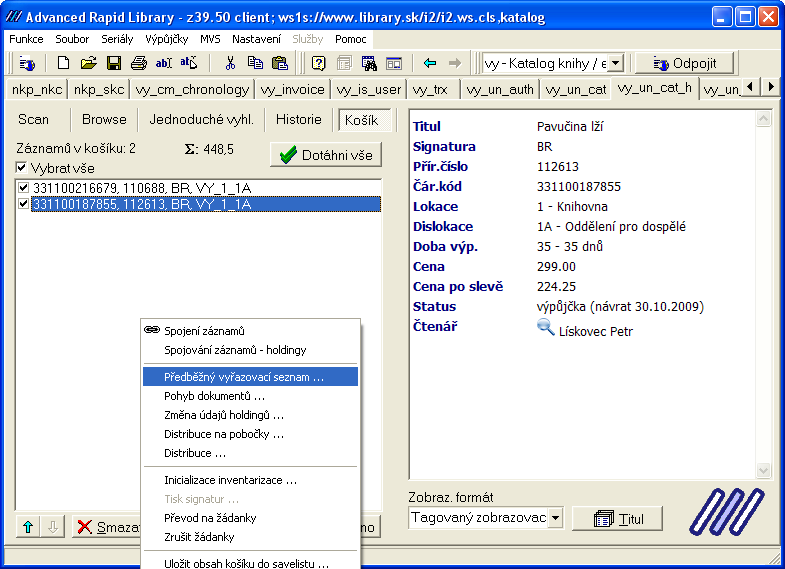 Advanced Rapid Library - z39.50 client; ws1s://www.library.sk/i2/i2.ws.cls,katalog
Funkce Soubor Seriály Výpůjčky MVS Nastavení Služby Pomoc
vy - Katalog knihy / e
Odpojit
nkp_nkc nkp_skc vy_cm_chronology vy_invoice vy_is_user vy_trx vy_un_auth vy_un_cat vy_un_cat_h vy_un
Scan Browse Jednoduché vyhl. Historie Košík
Záznamů v košíku: 2 Σ: 448,5
Dotáhni vše
Vybrat vše
331100216679, 110688, BR, VY_1_1A
331100187855, 112613, BR, VY_1_1A
Spojení záznamů
Spojování záznamů - holdingy
Předběžný vyřazovací seznam ...
Pohyb dokumentů ...
Změna údajů holdingů ...
Distribuce na pobočky ...
Distribuce ...
Inicializace inventarizace ...
Tisk signatur ...
Převod na žádanky
Zrušit žádanky
Uložit obsah košíku do savelistu ...
Smaza
no
Titul Pavučina lží
Signatura BR
Přír.číslo 112613
Čár.kód 331100187855
Lokace 1 - Knihovna
Dislokace 1A - Oddělení pro dospělé
Doba výp. 35 - 35 dnů
Cena 299.00
Cena po slevě 224.25
Status výpůjčka (návrat 30.10.2009)
Čtenář Lískovec Petr
Zobraz. formát
Tagovaný zobrazovac
Titul